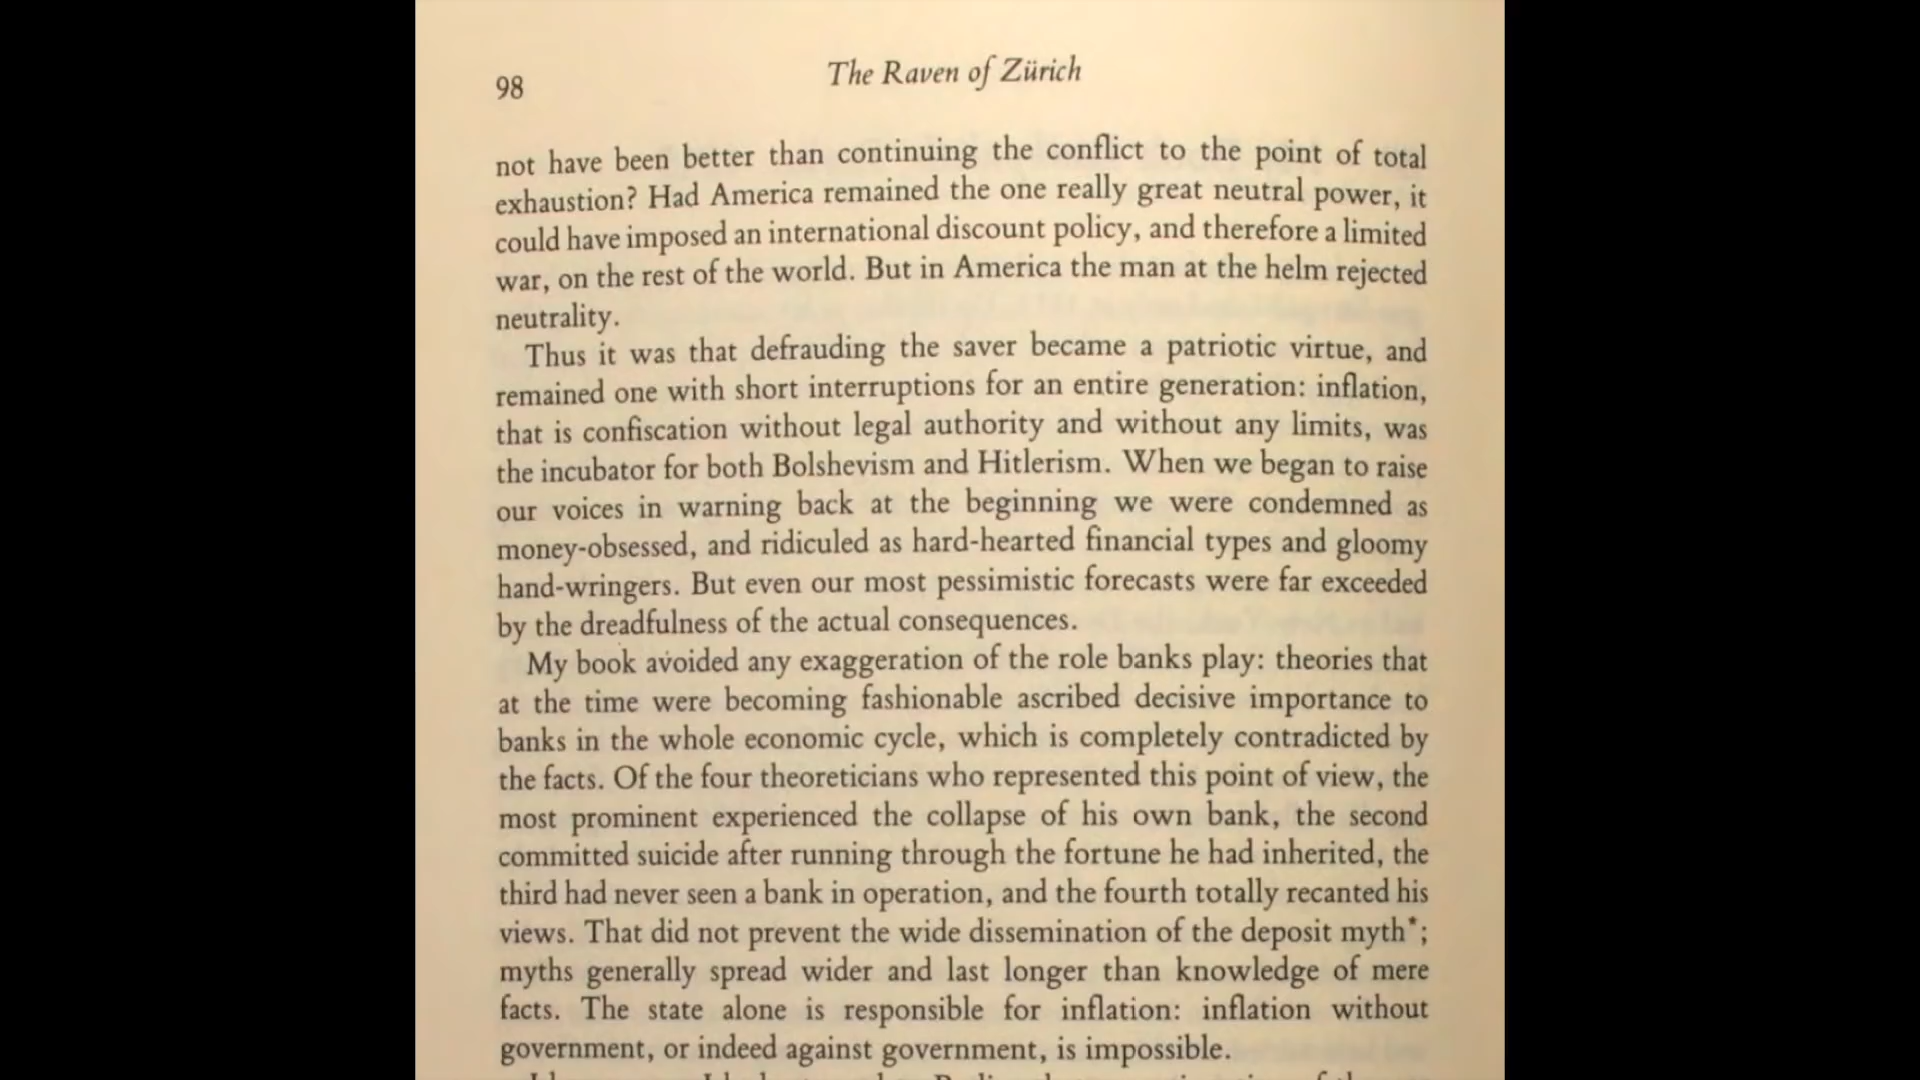 98
The Raven of Zürich
not have been better than continuing the conflict to the point of total
exhaustion? Had America remained the one really great neutral power, it
could have imposed an international discount policy, and therefore a limited
war, on the rest of the world. But in America the man at the helm rejected
neutrality.
Thus it was that defrauding the saver became a patriotic virtue, and
remained one with short interruptions for an entire generation: inflation,
that is confiscation without legal authority and without any limits, was
the incubator for both Bolshevism and Hitlerism. When we began to raise
our voices in warning back at the beginning we were condemned as
money-obsessed, and ridiculed as hard-hearted financial types and gloomy
hand-wringers. But even our most pessimistic forecasts were far exceeded
by the dreadfulness of the actual consequences.
My book avoided any exaggeration of the role banks play: theories that
at the time were becoming fashionable ascribed decisive importance to
banks in the whole economic cycle, which is completely contradicted by
the facts. Of the four theoreticians who represented this point of view, the
most prominent experienced the collapse of his own bank, the second
committed suicide after running through the fortune he had inherited, the
third had never seen a bank in operation, and the fourth totally recanted his
views. That did not prevent the wide dissemination of the deposit myth*;
myths generally spread wider and last longer than knowledge of mere
facts. The state alone is responsible for inflation: inflation without
government, or indeed against government, is impossible.